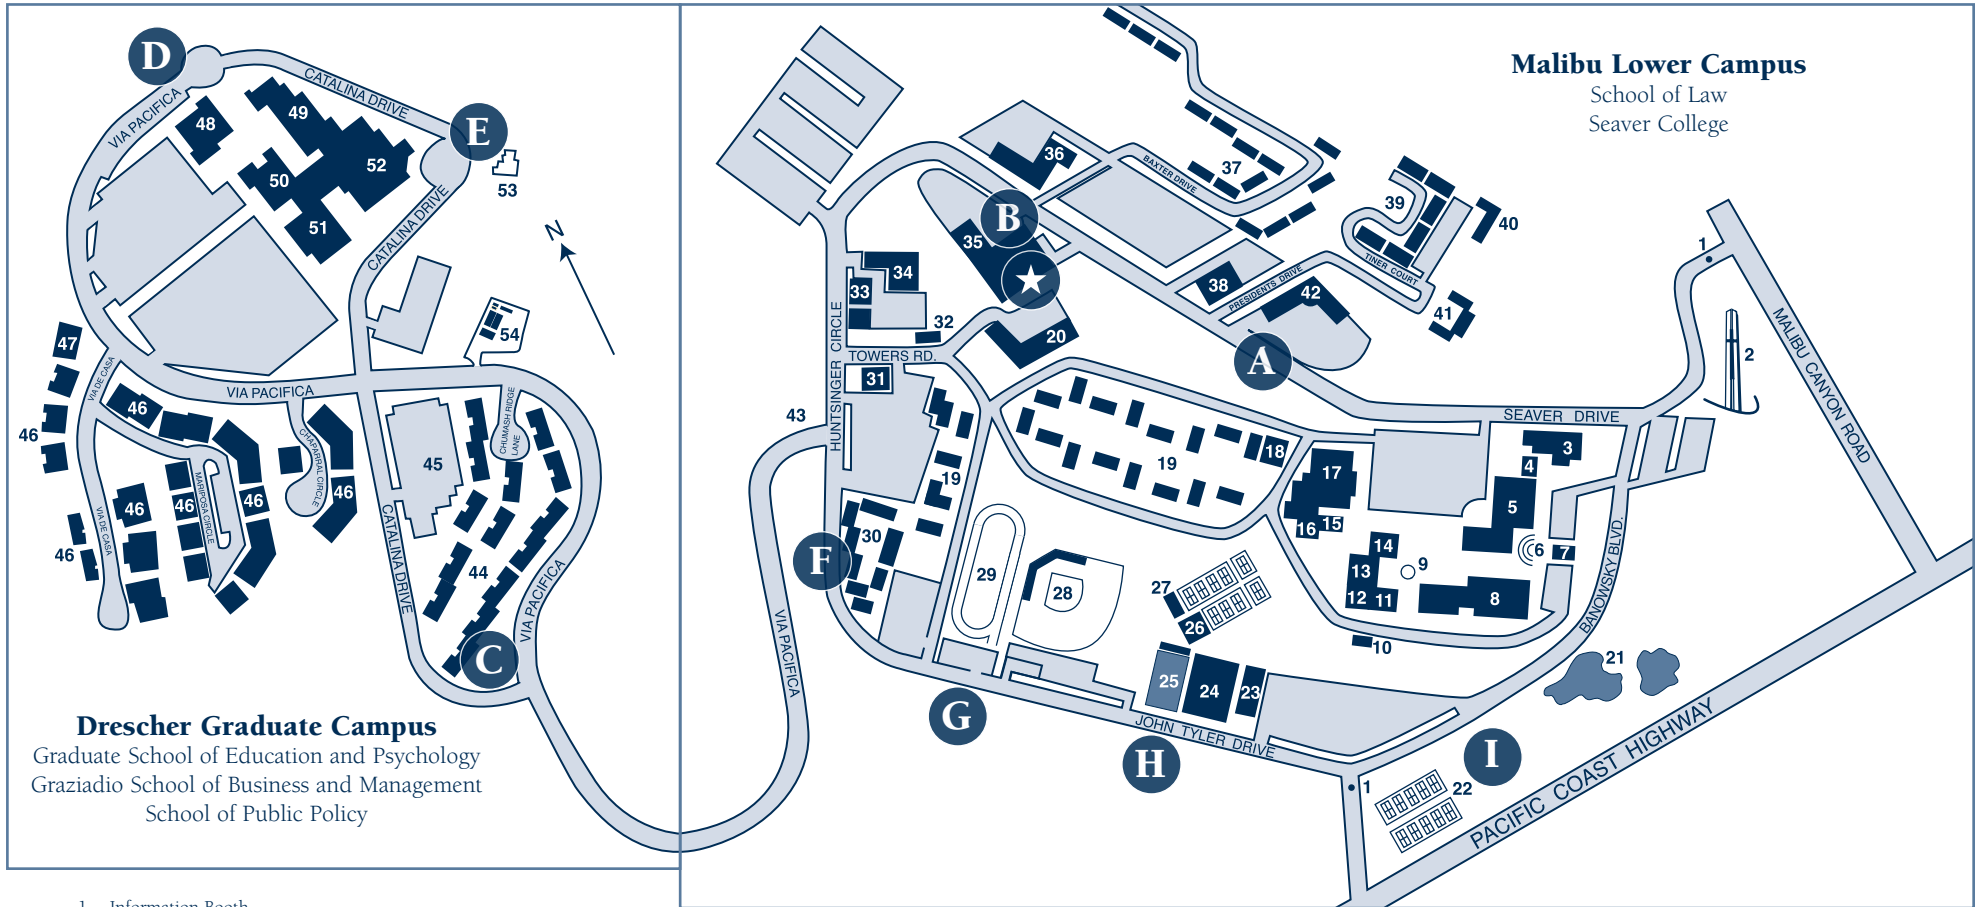 D
VIA PACIFICA
CATALINA DRIVE
E
48
49
50
52
53
51
CATALINA DRIVE
N
54
47
VIA DE CASA
VIA PACIFICA
46
46
CHAPARRAL CIRCLE
CHUMASH RIDGE
LANE
45
46
46
46
46
MARIPOSA CIRCLE
VIA DE CASA
46
CATALINA DRIVE
44
VIA PACIFICA
C
Drescher Graduate Campus
Graduate School of Education and Psychology
Graziadio School of Business and Management
School of Public Policy
1 Information Booth
Malibu Lower Campus
School of Law
Seaver College
36
BAXTER DRIVE
37
39
40
B
35
TINER COURT
34
33
38
PRESIDENTS DRIVE
42
41
1
HUNTSINGER CIRCLE
32
20
TOWERS RD.
31
A
2
MALIBU CANYON ROAD
43
SEAVER DRIVE
19
19
18
17
3
4
5
16
15
30
F
14
9
6
7
13
12
11
8
BANOWSKY BLVD.
29
28
27
26
10
VIA PACIFICA
25
24
23
21
G
JOHN TYLER DRIVE
H
I
1
22
PACIFIC COAST HIGHWAY